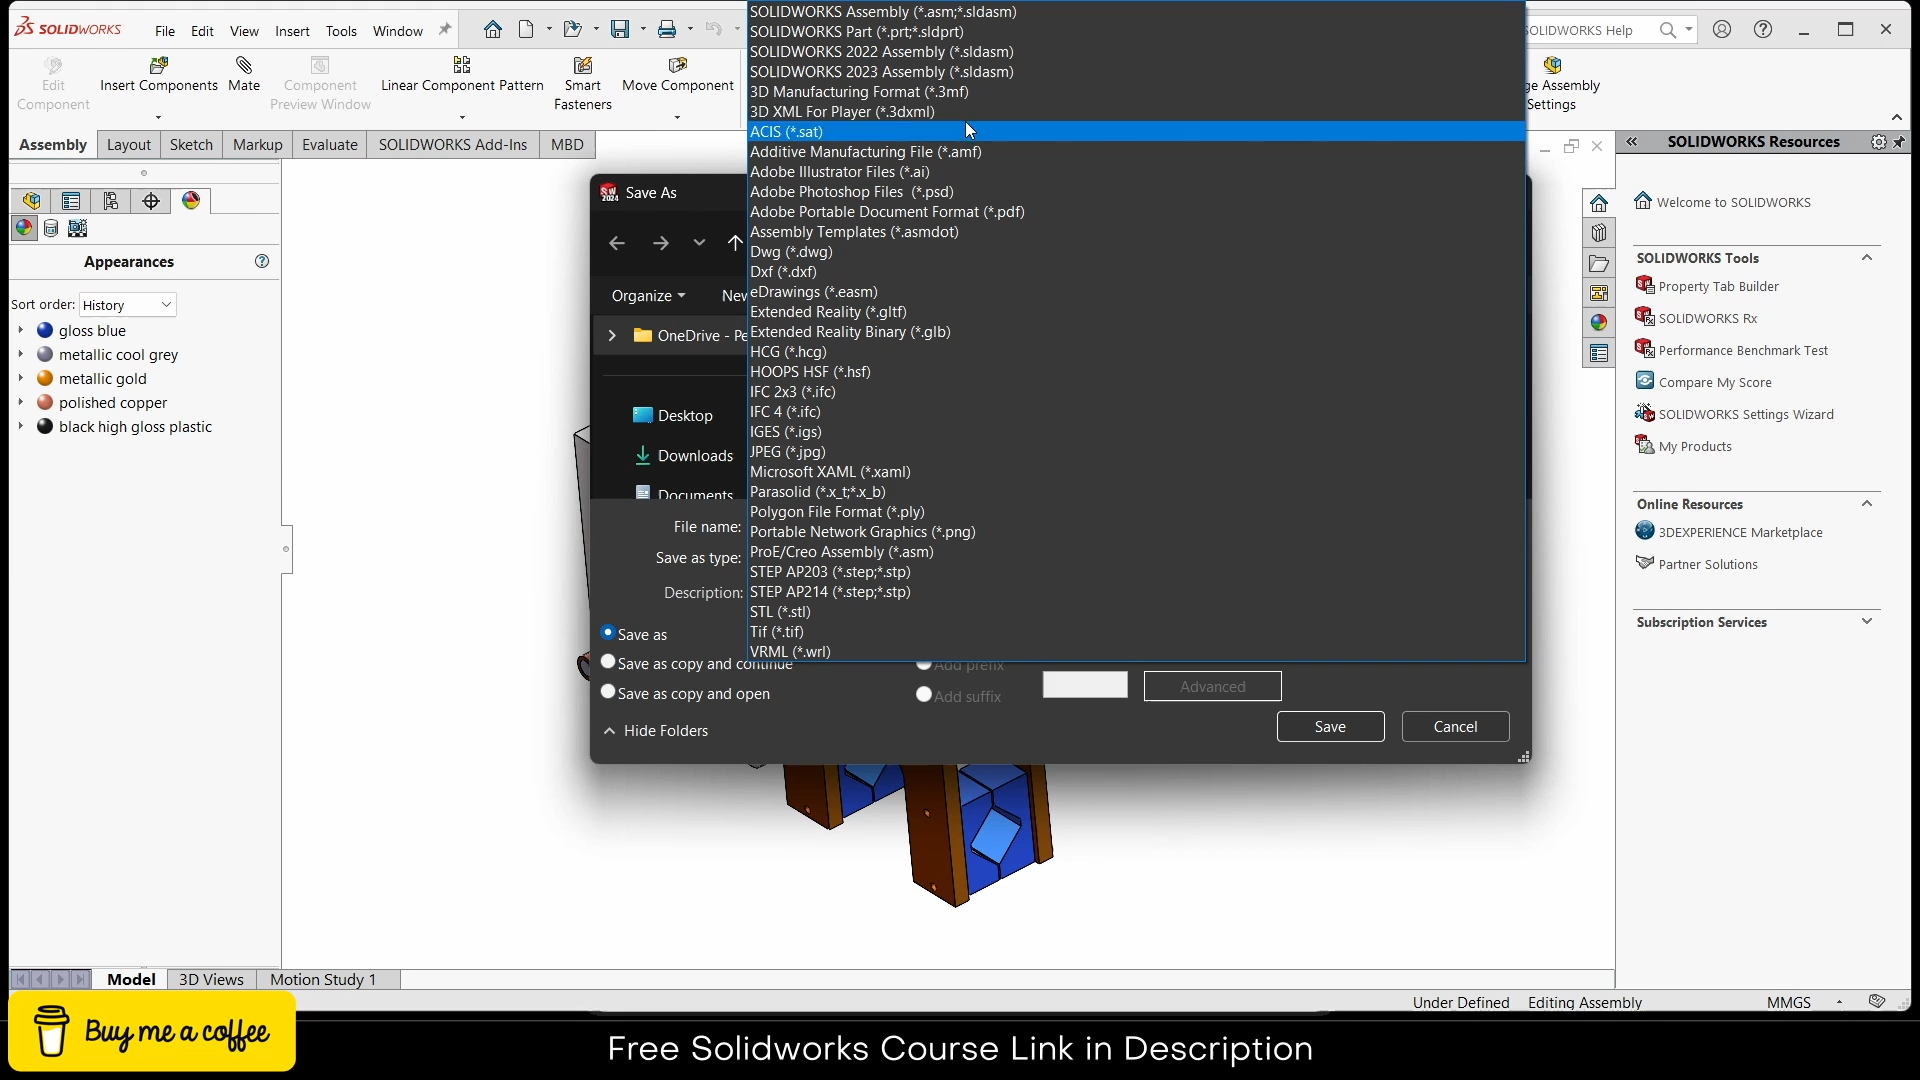 SOLIDWORKS
File Edit View Insert Tools Window
SOLIDWORKS Help
Edit Component
Insert Components
Mate
Component Preview Window
Linear Component Pattern
Smart Fasteners
Move Component
ge Assembly
Settings
Assembly Layout Sketch Markup Evaluate SOLIDWORKS Add-Ins MBD
Appearances
Sort order: History
gloss blue
metallic cool grey
metallic gold
polished copper
black high gloss plastic
SW 2024 Save As
Organize
New
OneDrive - Pe
Desktop
Downloads
Documents
File name:
Save as type:
Description:
SOLIDWORKS Assembly (*.asm;*.sldasm)
SOLIDWORKS Part (*.prt;*.sldprt)
SOLIDWORKS 2022 Assembly (*.sldasm)
SOLIDWORKS 2023 Assembly (*.sldasm)
3D Manufacturing Format (*.3mf)
3D XML For Player (*.3dxml)
ACIS (*.sat)
Additive Manufacturing File (*.amf)
Adobe Illustrator Files (*.ai)
Adobe Photoshop Files (*.psd)
Adobe Portable Document Format (*.pdf)
Assembly Templates (*.asmdot)
Dwg (*.dwg)
Dxf (*.dxf)
eDrawings (*.easm)
Extended Reality (*.gltf)
Extended Reality Binary (*.glb)
HCG (*.hcg)
HOOPS HSF (*.hsf)
IFC 2x3 (*.ifc)
IFC 4 (*.ifc)
IGES (*.igs)
JPEG (*.jpg)
Microsoft XAML (*.xaml)
Parasolid (*.x_t;*.x_b)
Polygon File Format (*.ply)
Portable Network Graphics (*.png)
ProE/Creo Assembly (*.asm)
STEP AP203 (*.step;*.stp)
STEP AP214 (*.step;*.stp)
STL (*.stl)
Tif (*.tif)
VRML (*.wrl)
Save as
Save as copy and continue
Save as copy and open
Add prefix
Add suffix
Advanced
Hide Folders
Save
Cancel
SOLIDWORKS Resources
Welcome to SOLIDWORKS
SOLIDWORKS Tools
Property Tab Builder
SOLIDWORKS Rx
Performance Benchmark Test
Compare My Score
SOLIDWORKS Settings Wizard
My Products
Online Resources
3DEXPERIENCE Marketplace
Partner Solutions
Subscription Services
Model 3D Views Motion Study 1
Under Defined Editing Assembly MMGS
Buy me a coffee
Free Solidworks Course Link in Description